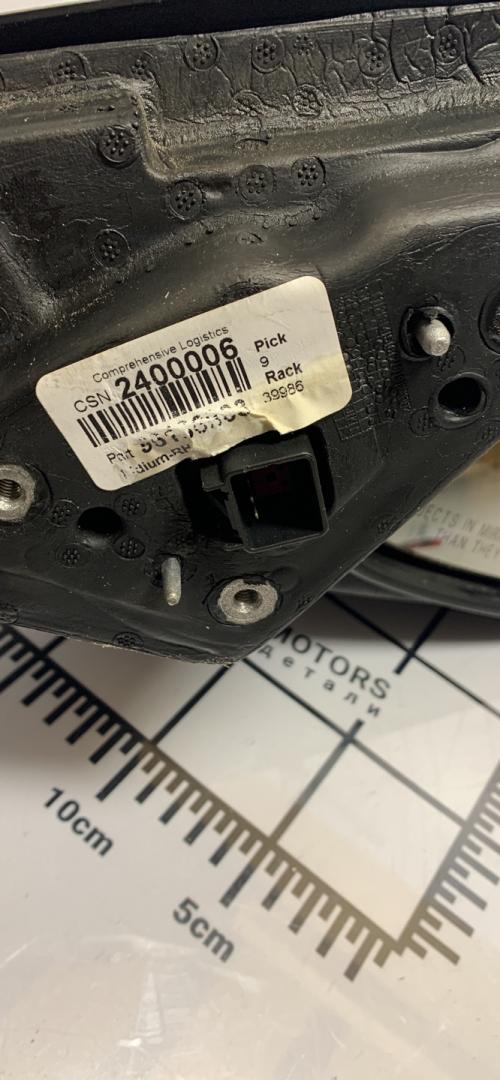 Comprehensive Logistics
CSN 2400006
Pick
9
Rack
39986
Part
MOTORS
детали
10cm
5cm